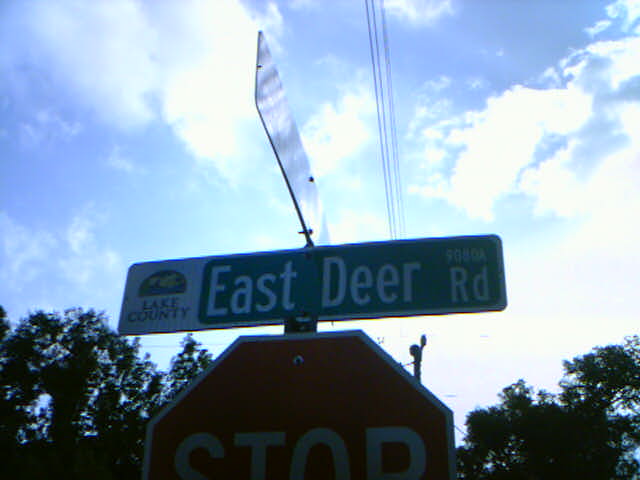 LAKE
COUNTY
East Deer Rd
9080A
STOP